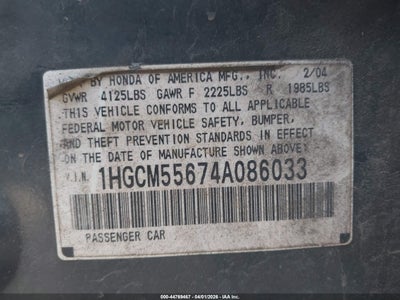 BY HONDA OF AMERICA MFG., INC. 2/04
GVWR 4125LBS GAWR F 2225LBS R 1985LBS
THIS VEHICLE CONFORMS TO ALL APPLICABLE
FEDERAL MOTOR VEHICLE SAFETY, BUMPER,
AND THEFT PREVENTION STANDARDS IN EFFECT
ON THE DATE OF MANUFACTURE SHOWN ABOVE.
V.I.N. 1HGCM55674A086033
PASSENGER CAR
000-44769467 - 04/01/2026 - IAA